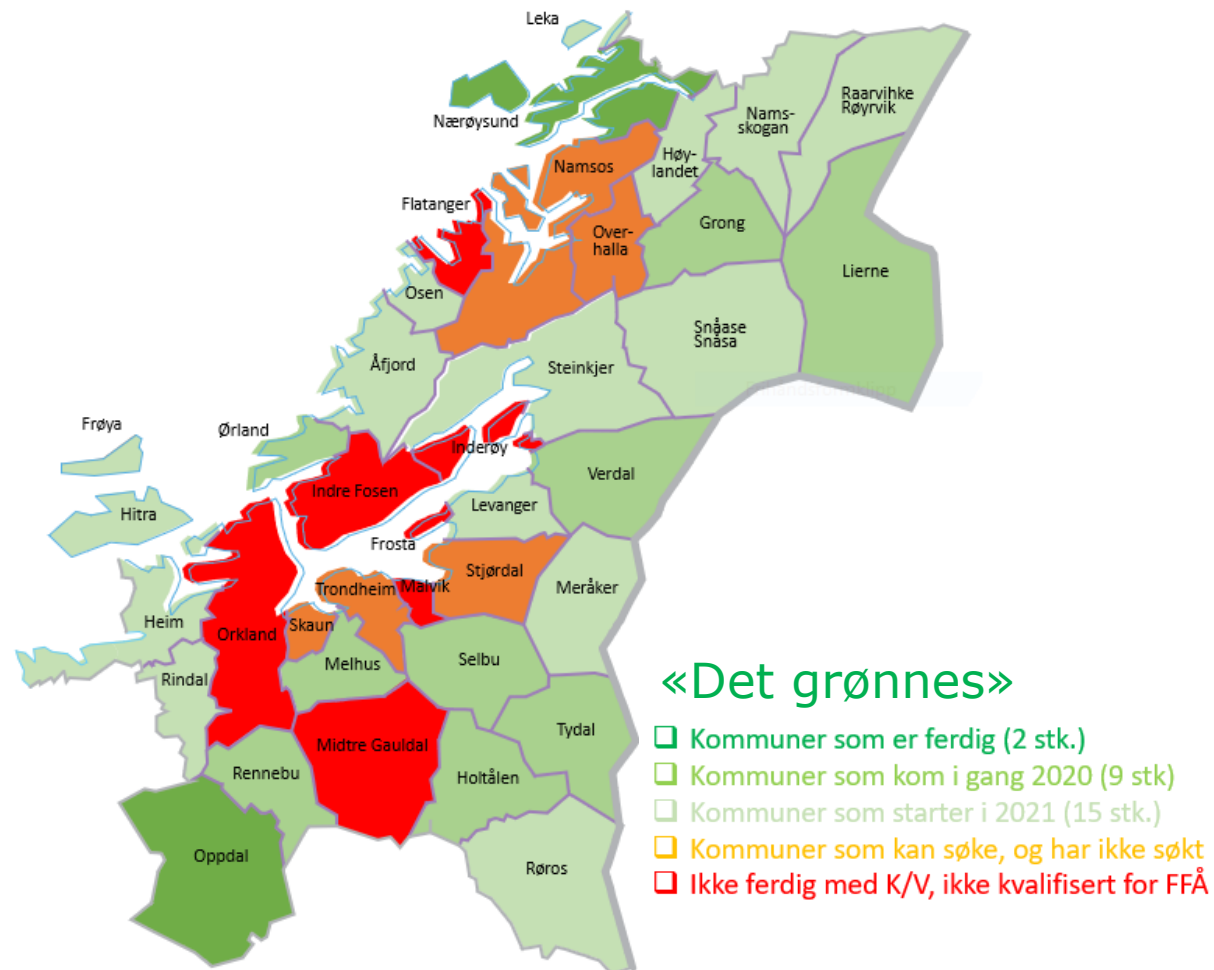 Leka
Nærøysund
Raarvihke
Røyrvik
Nams-
skogan
Høy-
landet
Namsos
Flatanger
Over-
halla
Grong
Lierne
Osen
Snåase
Snåsa
Åfjord
Steinkjer
Frøya
Ørland
Inderøy
Verdal
Indre Fosen
Hitra
Levanger
Frosta
Stjørdal
Trondheim
Malvik
Meråker
Heim
Skaun
Orkland
Melhus
Selbu
Rindal
Tydal
Midtre Gauldal
Rennebu
Holtålen
Oppdal
Røros
«Det grønnes»
Kommuner som er ferdig (2 stk.)
Kommuner som kom i gang 2020 (9 stk)
Kommuner som starter i 2021 (15 stk.)
Kommuner som kan søke, og har ikke søkt
Ikke ferdig med K/V, ikke kvalifisert for FFÅ